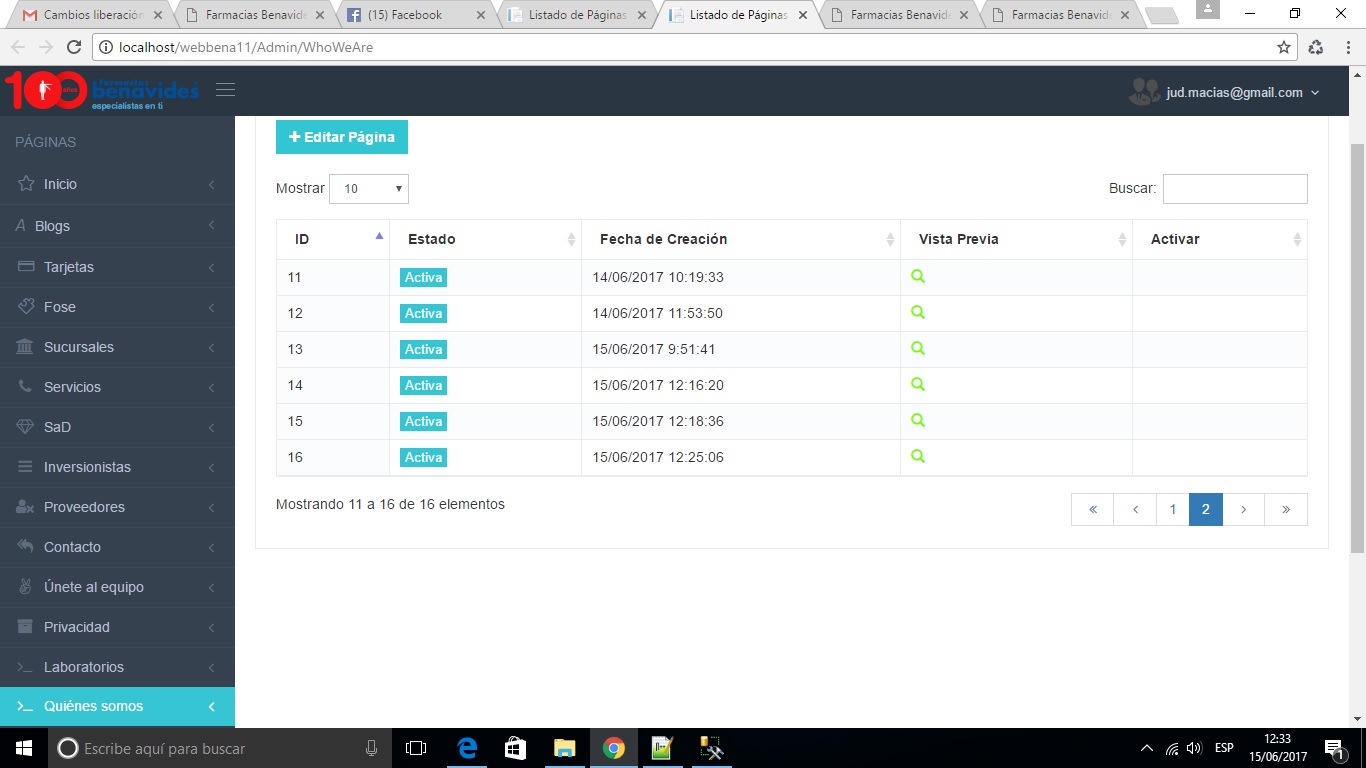 Cambios liberación
Farmacias Benavide
(15) Facebook
Listado de Páginas
Listado de Páginas
Farmacias Benavide
Farmacias Benavide
localhost/webbena11/Admin/WhoWeAre
100 años Farmacias benavides
especialistas en ti
jud.macias@gmail.com
PÁGINAS
Inicio
Blogs
Tarjetas
Fose
Sucursales
Servicios
SaD
Inversionistas
Proveedores
Contacto
Únete al equipo
Privacidad
Laboratorios
Quiénes somos
+ Editar Página
Mostrar 10
Buscar:
ID Estado Fecha de Creación Vista Previa Activar
11 Activa 14/06/2017 10:19:33
12 Activa 14/06/2017 11:53:50
13 Activa 15/06/2017 9:51:41
14 Activa 15/06/2017 12:16:20
15 Activa 15/06/2017 12:18:36
16 Activa 15/06/2017 12:25:06
Mostrando 11 a 16 de 16 elementos
« ‹ 1 2 › »
Escribe aquí para buscar
ESP
12:33
15/06/2017
1